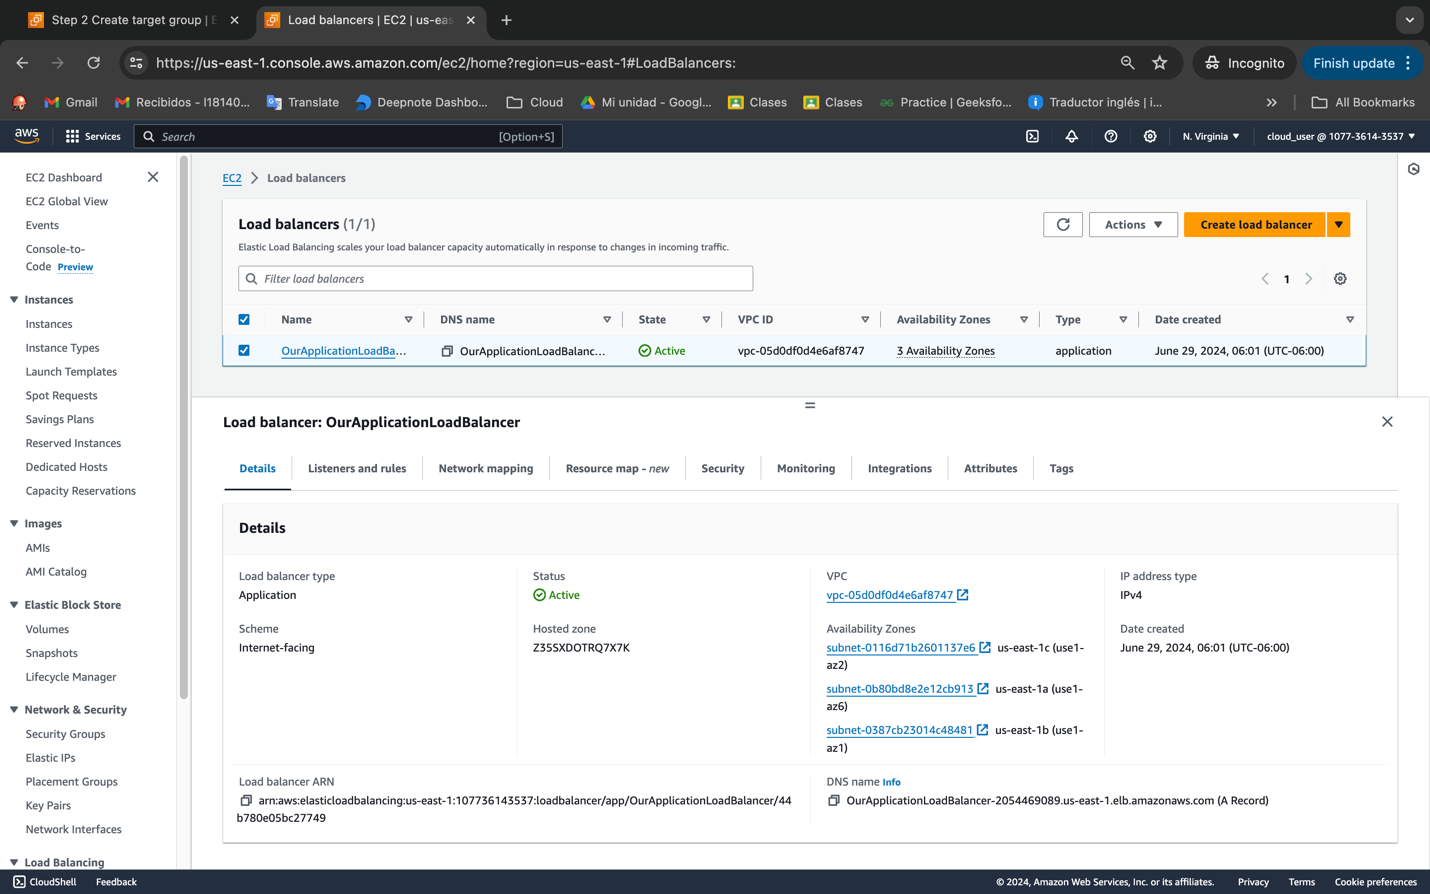 Step 2 Create target group | E
Load balancers | EC2 | us-eas
https://us-east-1.console.aws.amazon.com/ec2/home?region=us-east-1#LoadBalancers:
Incognito
Finish update
Gmail
Recibidos - l18140...
Translate
Deepnote Dashbo...
Cloud
Mi unidad - Googl...
Clases
Clases
Practice | Geeksfo...
Traductor inglés | i...
All Bookmarks
aws
Services
Search
[Option+S]
N. Virginia
cloud_user @ 1077-3614-3537
EC2 Dashboard
EC2 Global View
Events
Console-to-
Code Preview
Instances
Instances
Instance Types
Launch Templates
Spot Requests
Savings Plans
Reserved Instances
Dedicated Hosts
Capacity Reservations
Images
AMIs
AMI Catalog
Elastic Block Store
Volumes
Snapshots
Lifecycle Manager
Network & Security
Security Groups
Elastic IPs
Placement Groups
Key Pairs
Network Interfaces
Load Balancing
EC2 > Load balancers
Load balancers (1/1)
Elastic Load Balancing scales your load balancer capacity automatically in response to changes in incoming traffic.
Actions
Create load balancer
Filter load balancers
1
Name
DNS name
State
VPC ID
Availability Zones
Type
Date created
OurApplicationLoadBa...
OurApplicationLoadBalanc...
Active
vpc-05d0df0d4e6af8747
3 Availability Zones
application
June 29, 2024, 06:01 (UTC-06:00)
Load balancer: OurApplicationLoadBalancer
Details
Listeners and rules
Network mapping
Resource map - new
Security
Monitoring
Integrations
Attributes
Tags
Details
Load balancer type
Application
Status
Active
VPC
vpc-05d0df0d4e6af8747
IP address type
IPv4
Scheme
Internet-facing
Hosted zone
Z35SXDOTRQ7X7K
Availability Zones
subnet-0116d71b2601137e6 us-east-1c (use1-
az2)
subnet-0b80bd8e2e12cb913 us-east-1a (use1-
az6)
subnet-0387cb23014c48481 us-east-1b (use1-
az1)
Date created
June 29, 2024, 06:01 (UTC-06:00)
Load balancer ARN
arn:aws:elasticloadbalancing:us-east-1:107736143537:loadbalancer/app/OurApplicationLoadBalancer/44
b780e05bc27749
DNS name Info
OurApplicationLoadBalancer-2054469089.us-east-1.elb.amazonaws.com (A Record)
CloudShell
Feedback
© 2024, Amazon Web Services, Inc. or its affiliates.
Privacy
Terms
Cookie preferences